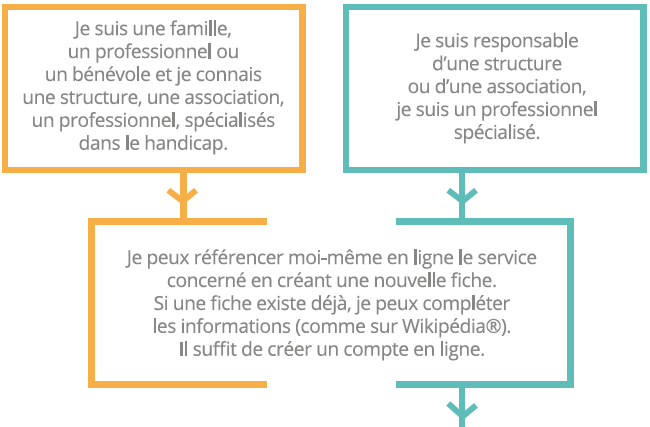 Je suis une famille,
un professionnel ou
un bénévole et je connais
une structure, une association,
un professionnel, spécialisés
dans le handicap.
Je suis responsable
d’une structure
ou d’une association,
je suis un professionnel
spécialisé.
Je peux référencer moi-même en ligne le service
concerné en créant une nouvelle fiche.
Si une fiche existe déjà, je peux compléter
les informations (comme sur Wikipédia®).
Il suffit de créer un compte en ligne.